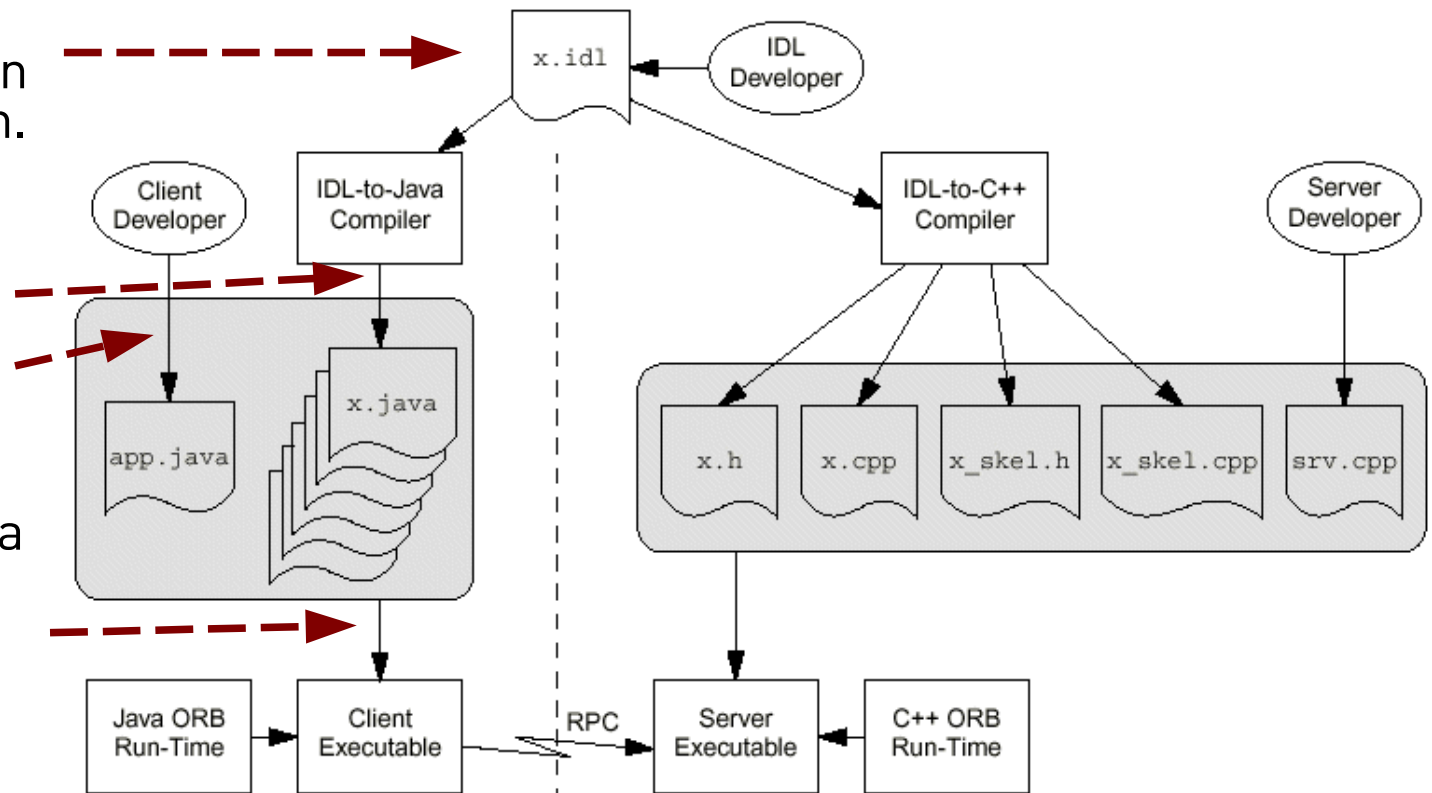 n
n.
x.idl
IDL
Developer
Client
Developer
IDL-to-Java
Compiler
IDL-to-C++
Compiler
Server
Developer
app.java
x.java
x.h
x.cpp
x_skel.h
x_skel.cpp
srv.cpp
a
Java ORB
Run-Time
Client
Executable
RPC
Server
Executable
C++ ORB
Run-Time